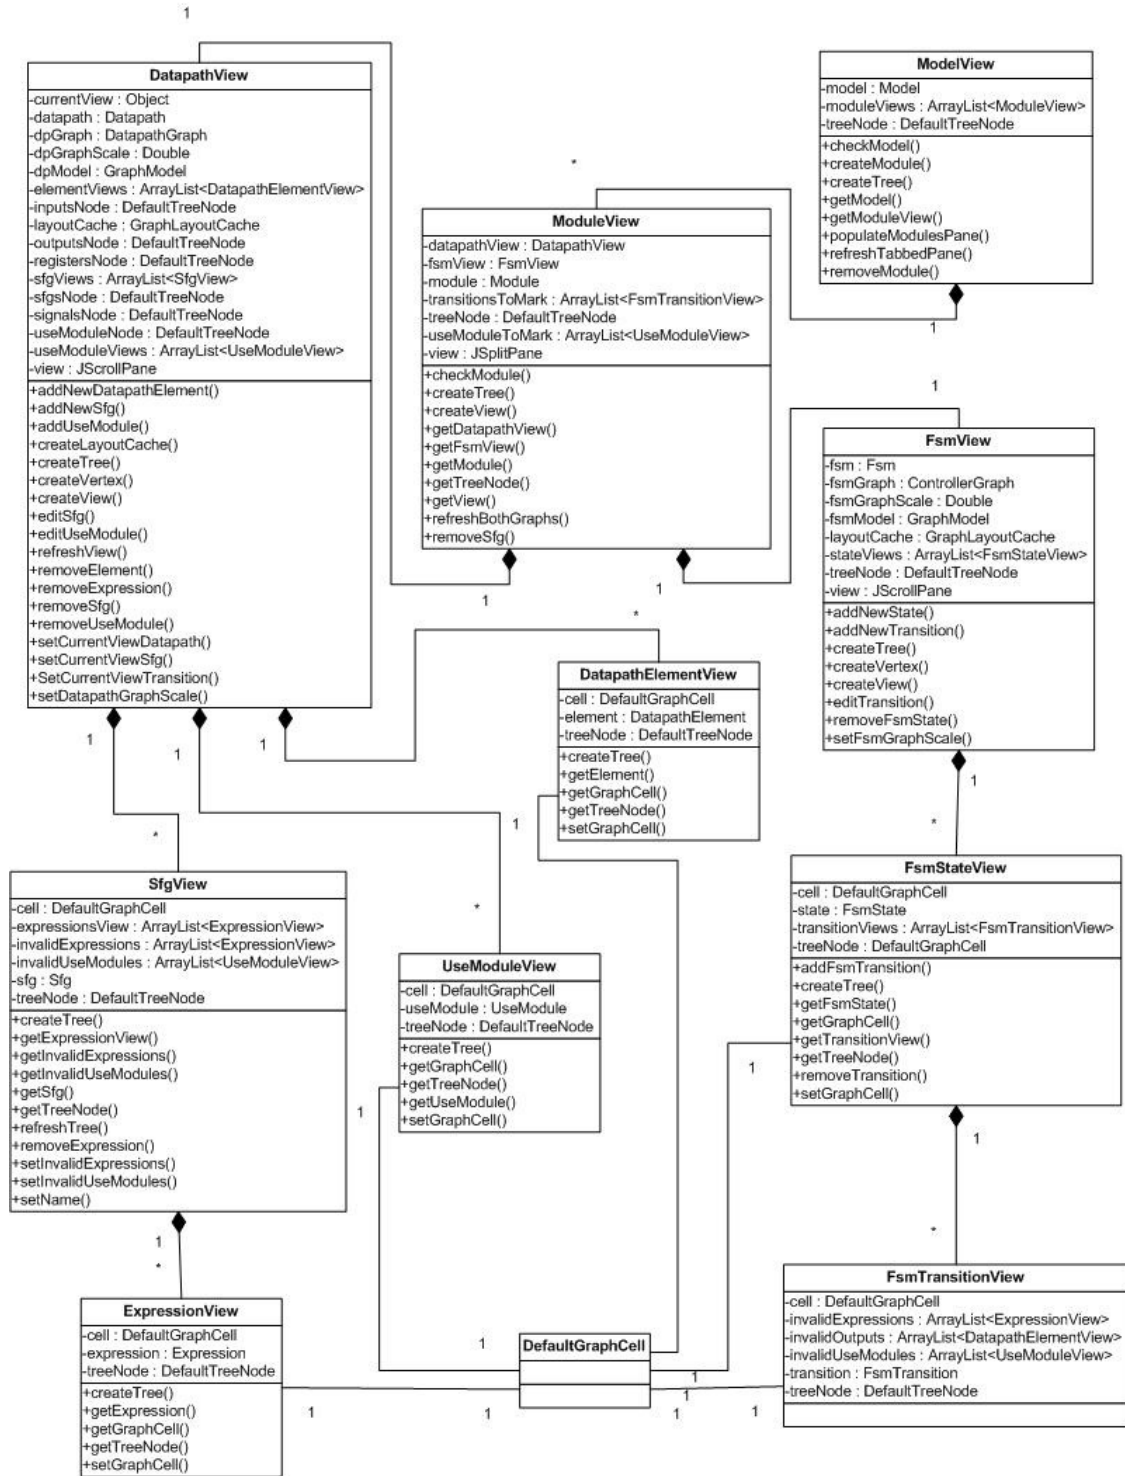 1
DatapathView
-currentView : Object
-datapath : Datapath
-dpGraph : DatapathGraph
-dpGraphScale : Double
-dpModel : GraphModel
-elementViews : ArrayList<DatapathElementView>
-inputsNode : DefaultTreeNode
-layoutCache : GraphLayoutCache
-outputsNode : DefaultTreeNode
-registersNode : DefaultTreeNode
-sfgViews : ArrayList<SfgView>
-sfgsNode : DefaultTreeNode
-signalsNode : DefaultTreeNode
-useModuleNode : DefaultTreeNode
-useModuleViews : ArrayList<UseModuleView>
-view : JScrollPane
+addNewDatapathElement()
+addNewSfg()
+addUseModule()
+createLayoutCache()
+createTree()
+createVertex()
+createView()
+editSfg()
+editUseModule()
+refreshView()
+removeElement()
+removeExpression()
+removeSfg()
+removeUseModule()
+setCurrentViewDatapath()
+setCurrentViewSfg()
+SetCurrentViewTransition()
+setDatapathGraphScale()
1
1
1
*
ModuleView
-datapathView : DatapathView
-fsmView : FsmView
-module : Module
-transitionsToMark : ArrayList<FsmTransitionView>
-treeNode : DefaultTreeNode
-useModuleToMark : ArrayList<UseModuleView>
-view : JSplitPane
+checkModule()
+createTree()
+createView()
+getDatapathView()
+getFsmView()
+getModule()
+getTreeNode()
+getView()
+refreshBothGraphs()
+removeSfg()
1
1
ModelView
-model : Model
-moduleViews : ArrayList<ModuleView>
-treeNode : DefaultTreeNode
+checkModel()
+createModule()
+createTree()
+getModel()
+getModuleView()
+populateModulesPane()
+refreshTabbedPane()
+removeModule()
1
1
FsmView
-fsm : Fsm
-fsmGraph : ControllerGraph
-fsmGraphScale : Double
-fsmModel : GraphModel
-layoutCache : GraphLayoutCache
-stateViews : ArrayList<FsmStateView>
-treeNode : DefaultTreeNode
-view : JScrollPane
+addNewState()
+addNewTransition()
+createTree()
+createVertex()
+createView()
+editTransition()
+removeFsmState()
+setFsmGraphScale()
1
*
*
DatapathElementView
-cell : DefaultGraphCell
-element : DatapathElement
-treeNode : DefaultTreeNode
+createTree()
+getElement()
+getGraphCell()
+getTreeNode()
+setGraphCell()
1
*
SfgView
-cell : DefaultGraphCell
-expressionsView : ArrayList<ExpressionView>
-invalidExpressions : ArrayList<ExpressionView>
-invalidUseModules : ArrayList<UseModuleView>
-sfg : Sfg
-treeNode : DefaultTreeNode
+createTree()
+getExpressionView()
+getInvalidExpressions()
+getInvalidUseModules()
+getSfg()
+getTreeNode()
+refreshTree()
+removeExpression()
+setInvalidExpressions()
+setInvalidUseModules()
+setName()
1
*
*
UseModuleView
-cell : DefaultGraphCell
-useModule : UseModule
-treeNode : DefaultTreeNode
+createTree()
+getGraphCell()
+getTreeNode()
+getUseModule()
+setGraphCell()
1
FsmStateView
-cell : DefaultGraphCell
-state : FsmState
-transitionViews : ArrayList<FsmTransitionView>
-treeNode : DefaultGraphCell
+addFsmTransition()
+createTree()
+getFsmState()
+getGraphCell()
+getTransitionView()
+getTreeNode()
+removeTransition()
+setGraphCell()
1
1
*
ExpressionView
-cell : DefaultGraphCell
-expression : Expression
-treeNode : DefaultTreeNode
+createTree()
+getExpression()
+getGraphCell()
+getTreeNode()
+setGraphCell()
1
DefaultGraphCell
1
1
1
1
1
FsmTransitionView
-cell : DefaultGraphCell
-invalidExpressions : ArrayList<ExpressionView>
-invalidOutputs : ArrayList<DatapathElementView>
-invalidUseModules : ArrayList<UseModuleView>
-transition : FsmTransition
-treeNode : DefaultTreeNode
1